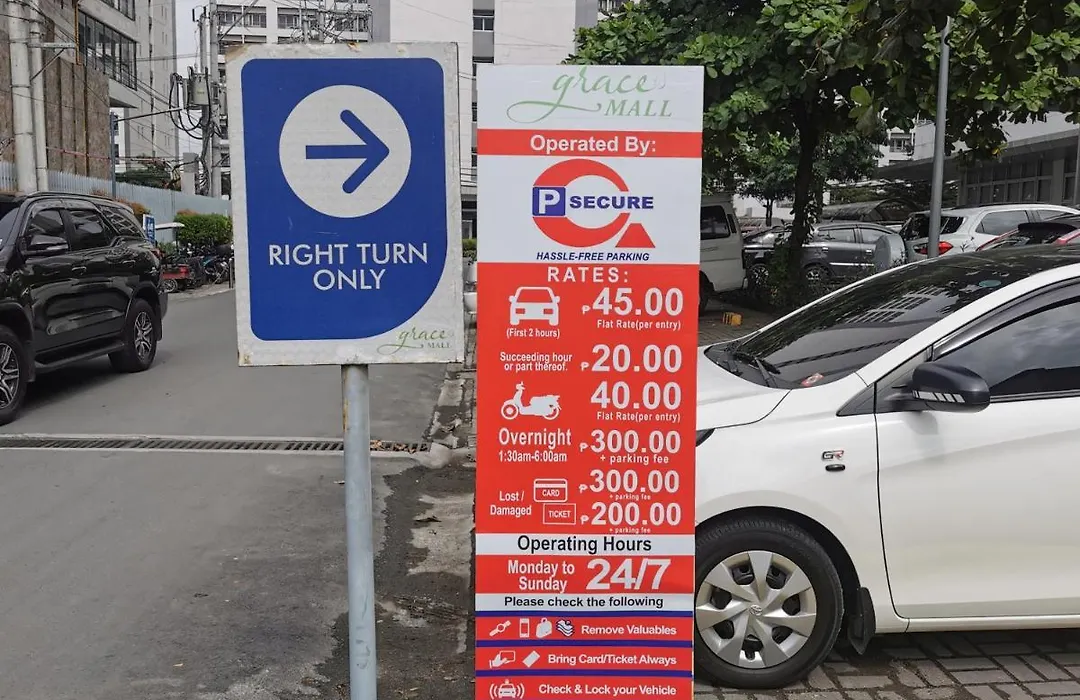 RIGHT TURN
ONLY
grace
MALL
grace
MALL
Operated By:
P SECURE
HASSLE-FREE PARKING
RATES:
(First 2 hours)
₱45.00
Flat Rate(per entry)
Succeeding hour
or part thereof.
₱20.00
40.00
Flat Rate(per entry)
Overnight
1:30am-6:00am
₱300.00
+ parking fee
Lost /
Damaged
CARD
₱300.00
+ parking fee
TICKET
₱200.00
+ parking fee
Operating Hours
Monday to
Sunday
24/7
Please check the following
Remove Valuables
Bring Card/Ticket Always
Check & Lock your Vehicle
GR